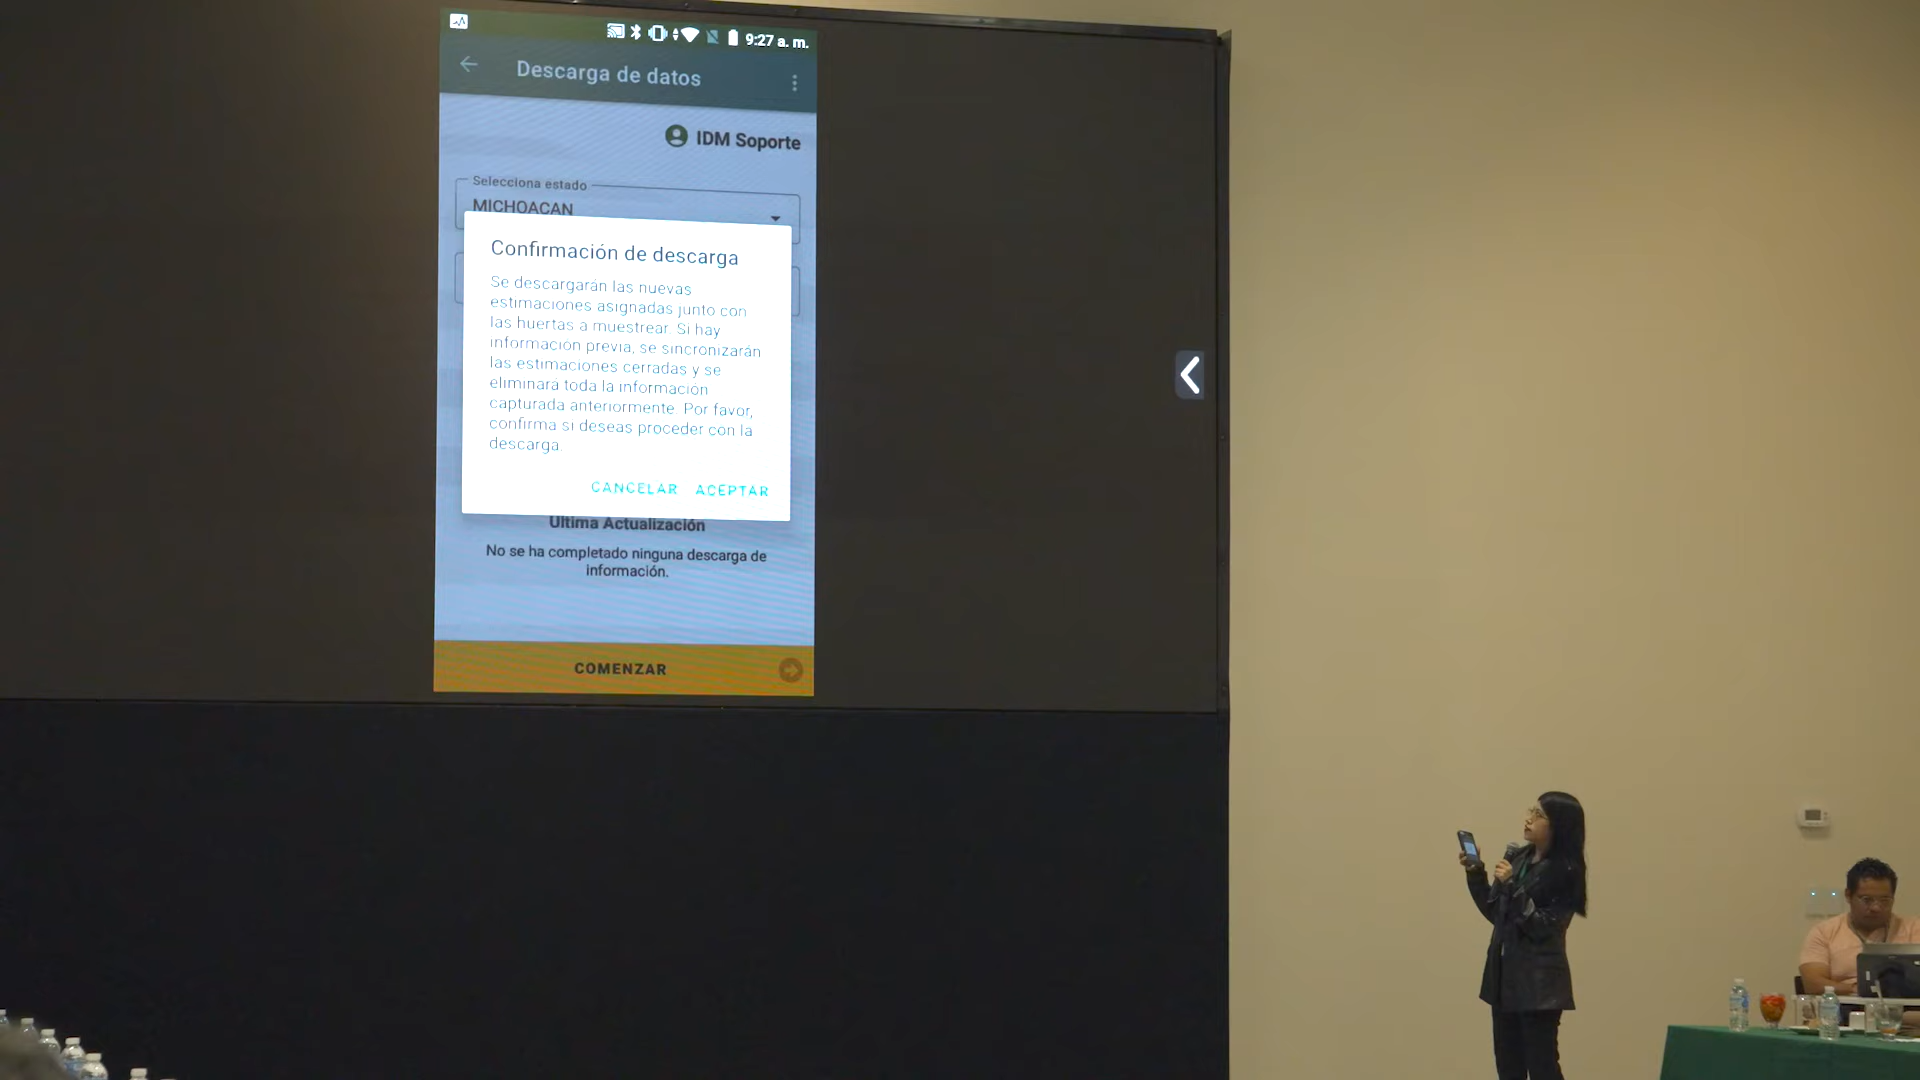 9:27 a. m.
Descarga de datos
IDM Soporte
Selecciona estado
MICHOACAN
Confirmación de descarga
Se descargarán las nuevas
estimaciones asignadas junto con
las huertas a muestrear. Si hay
información previa, se sincronizarán
las estimaciones cerradas y se
eliminará toda la información
capturada anteriormente. Por favor,
confirma si deseas proceder con la
descarga.
CANCELAR ACEPTAR
Última Actualización
No se ha completado ninguna descarga de
información.
COMENZAR